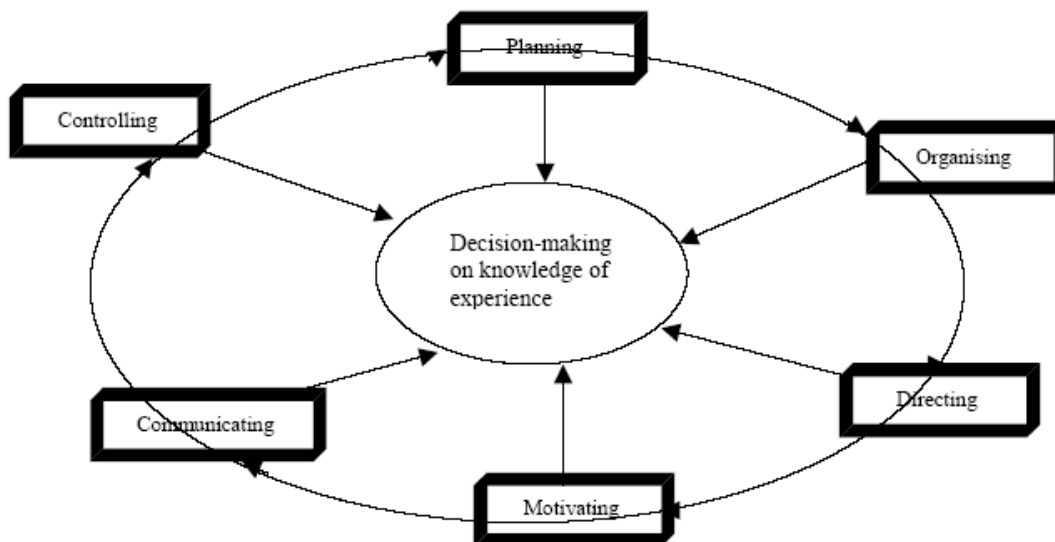 Planning
Controlling
Organising
Decision-making
on knowledge of
experience
Directing
Communicating
Motivating